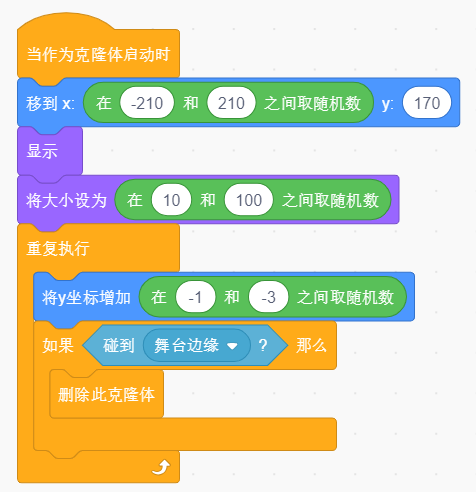 当作为克隆体启动时
移到 x: 在 -210 和 210 之间取随机数 y: 170
显示
将大小设为 在 10 和 100 之间取随机数
重复执行
将y坐标增加 在 -1 和 -3 之间取随机数
如果 碰到 舞台边缘 ? 那么
删除此克隆体